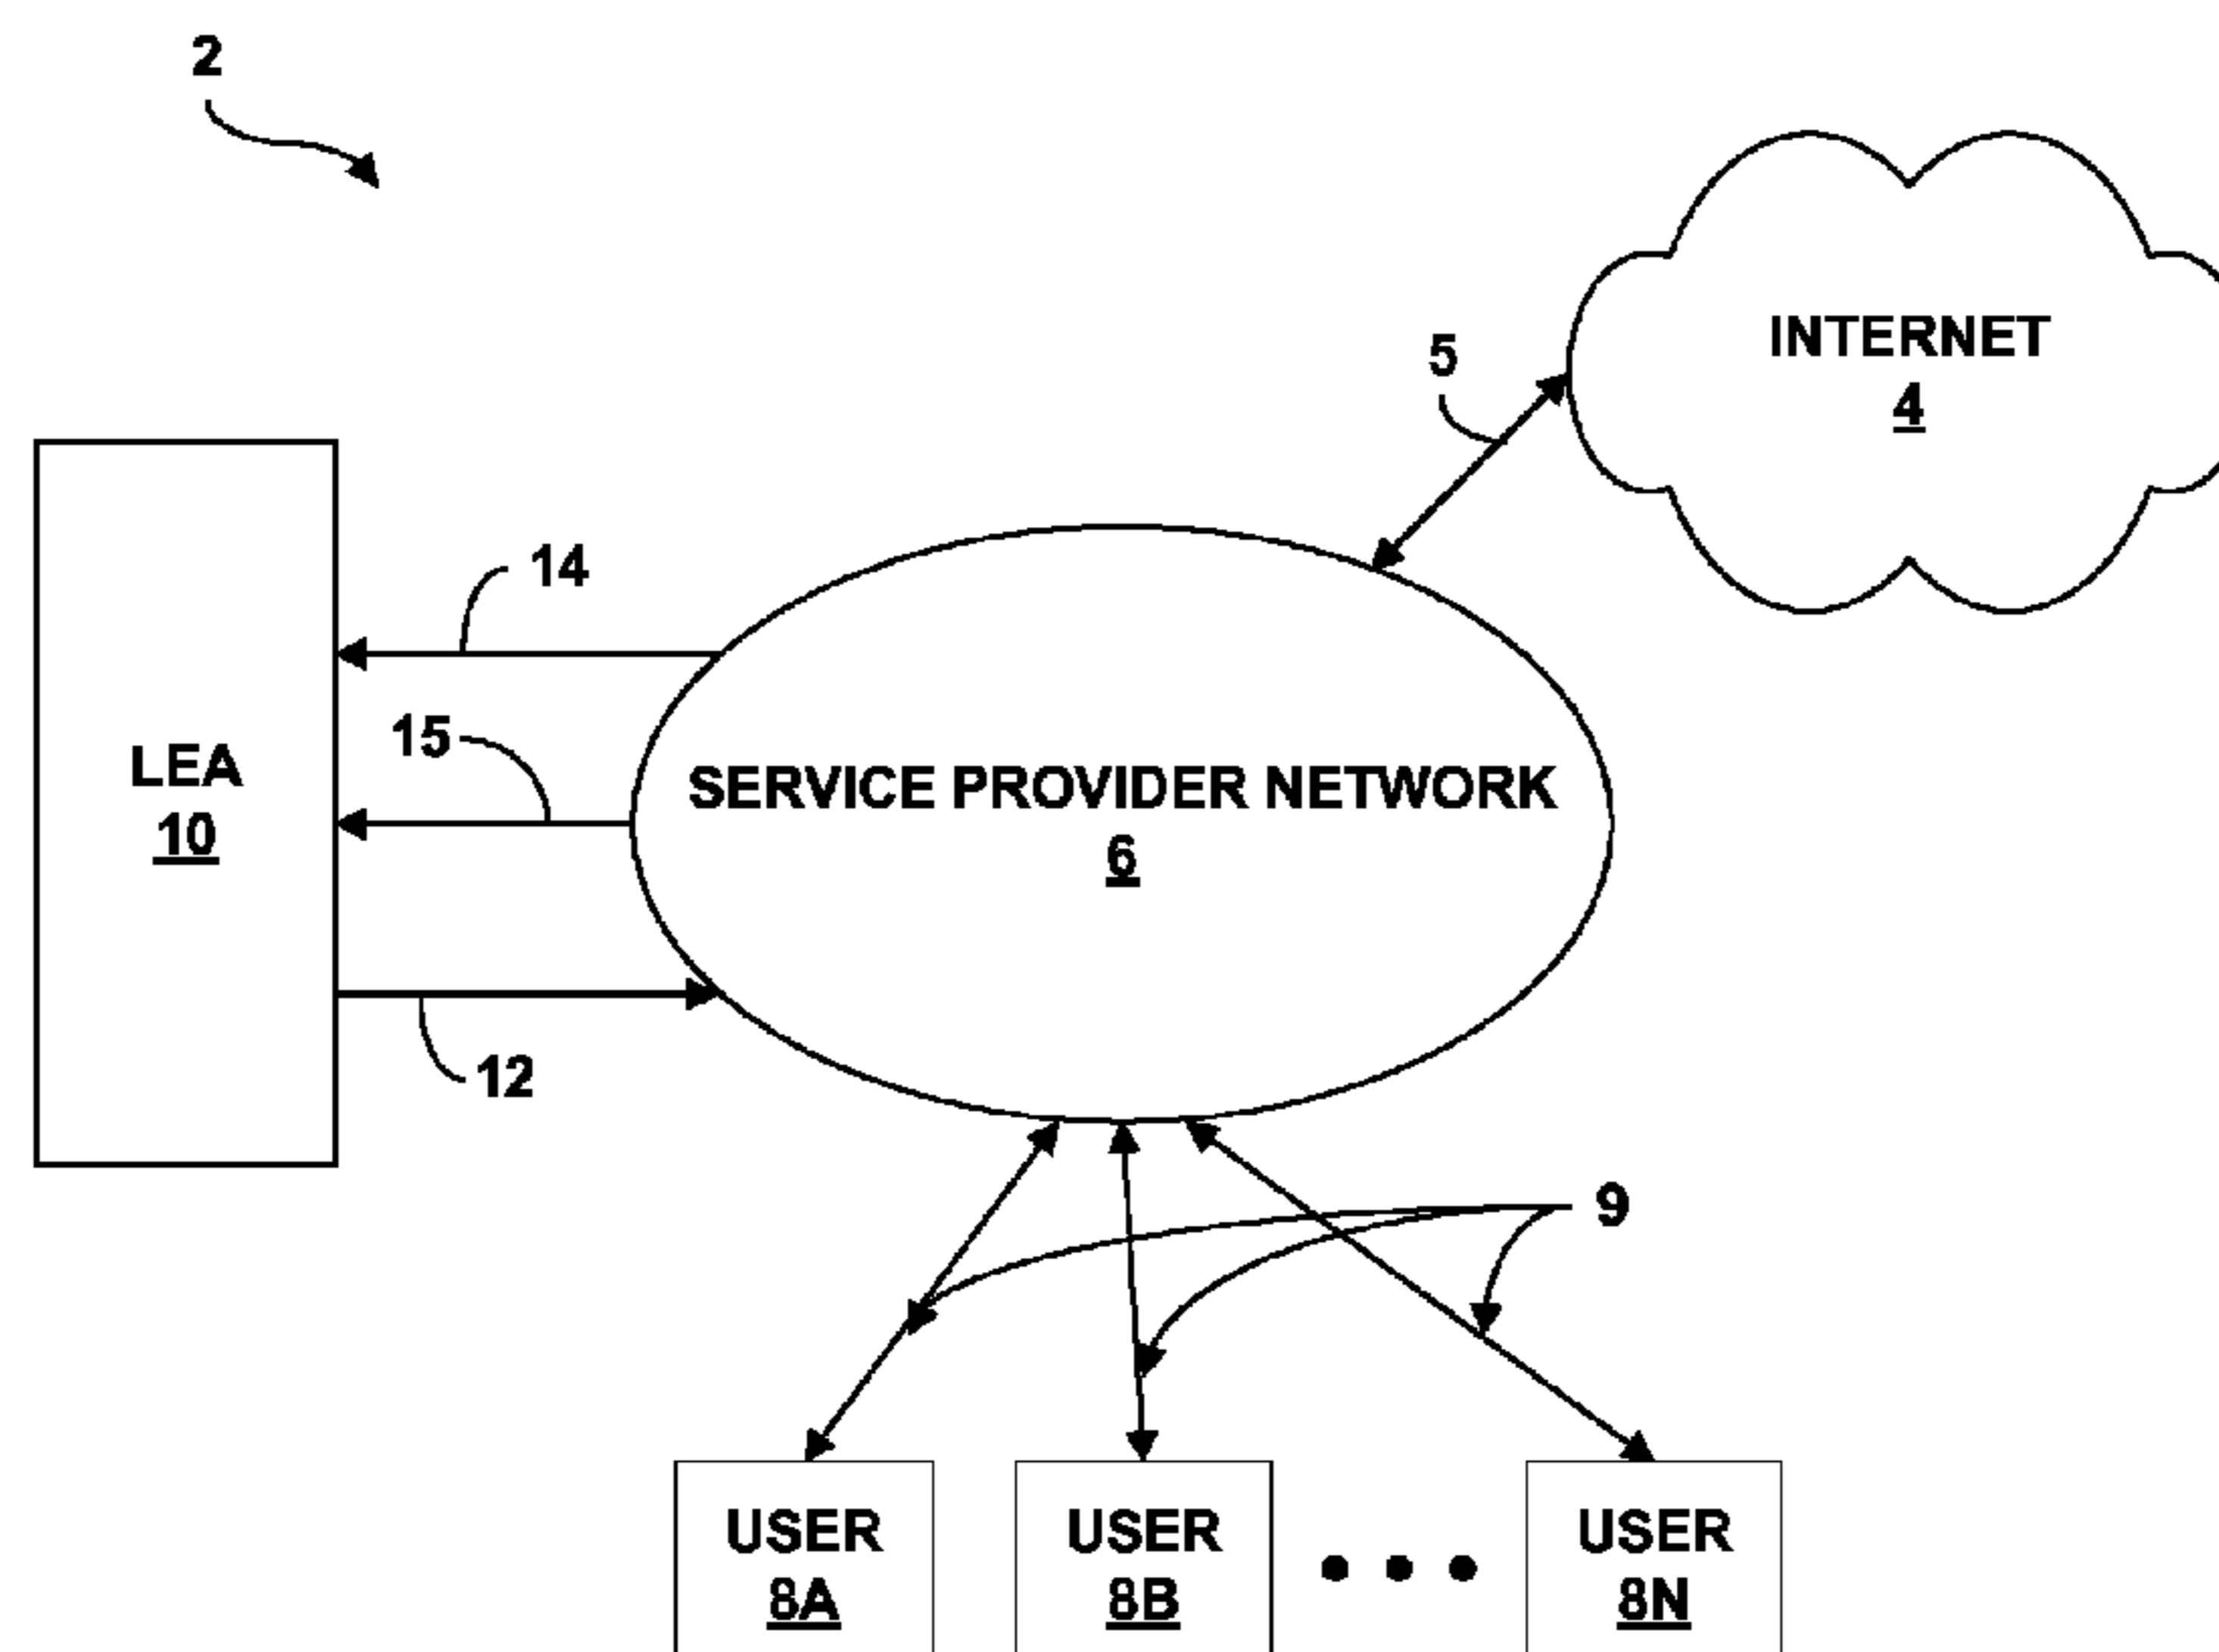 2
INTERNET
4
5
14
LEA
10
15
SERVICE PROVIDER NETWORK
6
12
9
USER
8A
USER
8B
USER
8N